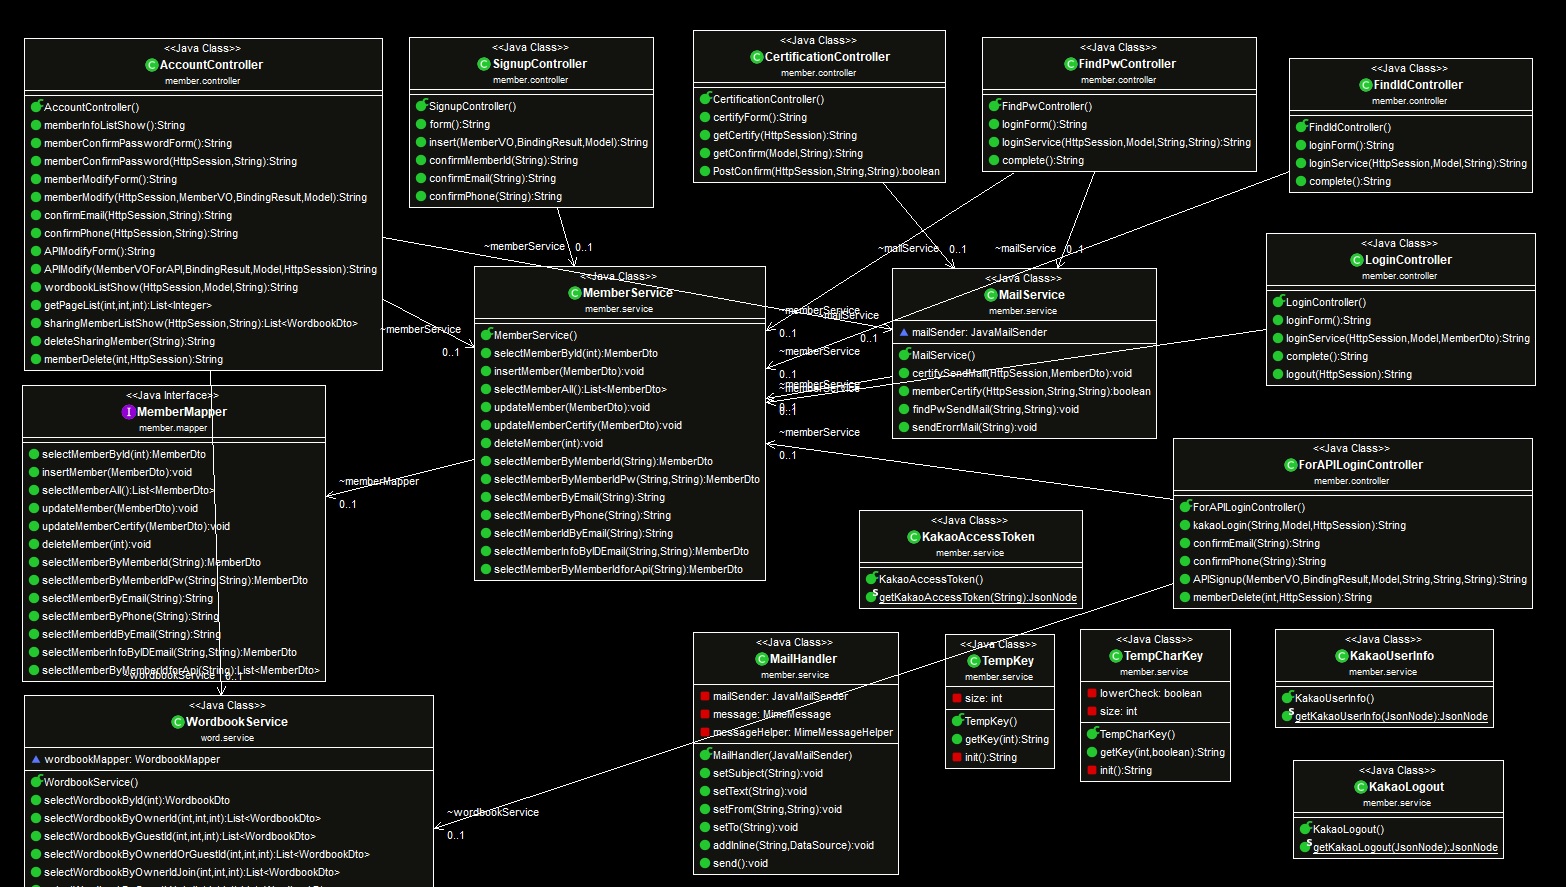 <<Java Class>>
AccountController
member.controller
AccountController()
memberInfoListShow():String
memberConfirmPasswordForm():String
memberConfirmPassword(HttpSession,String):String
memberModifyForm():String
memberModify(HttpSession,MemberVO,BindingResult,Model):String
confirmEmail(HttpSession,String):String
confirmPhone(HttpSession,String):String
APIModifyForm():String
APIModify(MemberVOForAPI,BindingResult,Model,HttpSession):String
wordbookListShow(HttpSession,Model,String):String
getPageList(int,int,int):List<Integer>
sharingMemberListShow(HttpSession,String):List<WordbookDto>
deleteSharingMember(String):String
memberDelete(int,HttpSession):String
<<Java Class>>
SignupController
member.controller
SignupController()
form():String
insert(MemberVO,BindingResult,Model):String
confirmMemberId(String):String
confirmEmail(String):String
confirmPhone(String):String
<<Java Class>>
CertificationController
member.controller
CertificationController()
certifyForm():String
getCertify(HttpSession):String
getConfirm(Model,String):String
PostConfirm(HttpSession,String,String):boolean
<<Java Class>>
FindPwController
member.controller
FindPwController()
loginForm():String
loginService(HttpSession,Model,String,String):String
complete():String
<<Java Class>>
FindIdController
member.controller
FindIdController()
loginForm():String
loginService(HttpSession,Model,String,String):String
complete():String
~memberService
0..1
~mailService
0..1
~mailService
0..1
<<Java Class>>
LoginController
member.controller
LoginController()
loginForm():String
loginService(HttpSession,Model,MemberDto):String
complete():String
logout(HttpSession):String
<<Java Class>>
MemberService
member.service
MemberService()
selectMemberById(int):MemberDto
insertMember(MemberDto):void
selectMemberAll():List<MemberDto>
updateMember(MemberDto):void
updateMemberCertify(MemberDto):void
deleteMember(int):void
selectMemberByMemberId(String):MemberDto
selectMemberByMemberIdPw(String,String):MemberDto
selectMemberByEmail(String):String
selectMemberByPhone(String):String
selectMemberIdByEmail(String):String
selectMemberInfoByIDEmail(String,String):MemberDto
selectMemberByMemberIdforApi(String):MemberDto
<<Java Class>>
MailService
member.service
mailSender: JavaMailSender
MailService()
certifySendMail(HttpSession,MemberDto):void
memberCertify(HttpSession,String,String):boolean
findPwSendMail(String,String):void
sendErorrMail(String):void
~memberService
0..1
~memberService
~mailService
0..1
0..1
~memberService
0..1
~memberService
~memberService
0..1
0..1
~memberService
0..1
<<Java Interface>>
MemberMapper
member.mapper
selectMemberById(int):MemberDto
insertMember(MemberDto):void
selectMemberAll():List<MemberDto>
updateMember(MemberDto):void
updateMemberCertify(MemberDto):void
deleteMember(int):void
selectMemberByMemberId(String):MemberDto
selectMemberByMemberIdPw(String,String):MemberDto
selectMemberByEmail(String):String
selectMemberByPhone(String):String
selectMemberIdByEmail(String):String
selectMemberInfoByIDEmail(String,String):MemberDto
selectMemberByMemberIdforApi(String):List<MemberDto>
~memberMapper
0..1
~wordbookService
0..1
<<Java Class>>
ForAPILoginController
member.controller
ForAPILoginController()
kakaoLogin(String,Model,HttpSession):String
confirmEmail(String):String
confirmPhone(String):String
APISignup(MemberVO,BindingResult,Model,String,String,String):String
memberDelete(int,HttpSession):String
<<Java Class>>
KakaoAccessToken
member.service
KakaoAccessToken()
getKakaoAccessToken(String):JsonNode
<<Java Class>>
MailHandler
member.service
mailSender: JavaMailSender
message: MimeMessage
messageHelper: MimeMessageHelper
MailHandler(JavaMailSender)
setSubject(String):void
setText(String):void
setFrom(String,String):void
setTo(String):void
addInline(String,DataSource):void
send():void
<<Java Class>>
TempKey
member.service
size: int
TempKey()
getKey(int):String
init():String
<<Java Class>>
TempCharKey
member.service
lowerCheck: boolean
size: int
TempCharKey()
getKey(int,boolean):String
init():String
<<Java Class>>
KakaoUserInfo
member.service
KakaoUserInfo()
getKakaoUserInfo(JsonNode):JsonNode
<<Java Class>>
KakaoLogout
member.service
KakaoLogout()
getKakaoLogout(JsonNode):JsonNode
<<Java Class>>
WordbookService
word.service
wordbookMapper: WordbookMapper
WordbookService()
selectWordbookById(int):WordbookDto
selectWordbookByOwnerId(int,int,int):List<WordbookDto>
selectWordbookByGuestId(int,int,int):List<WordbookDto>
selectWordbookByOwnerIdOrGuestId(int,int,int):List<WordbookDto>
selectWordbookByOwnerIdJoin(int,int,int):List<WordbookDto>
~wordbookService
0..1